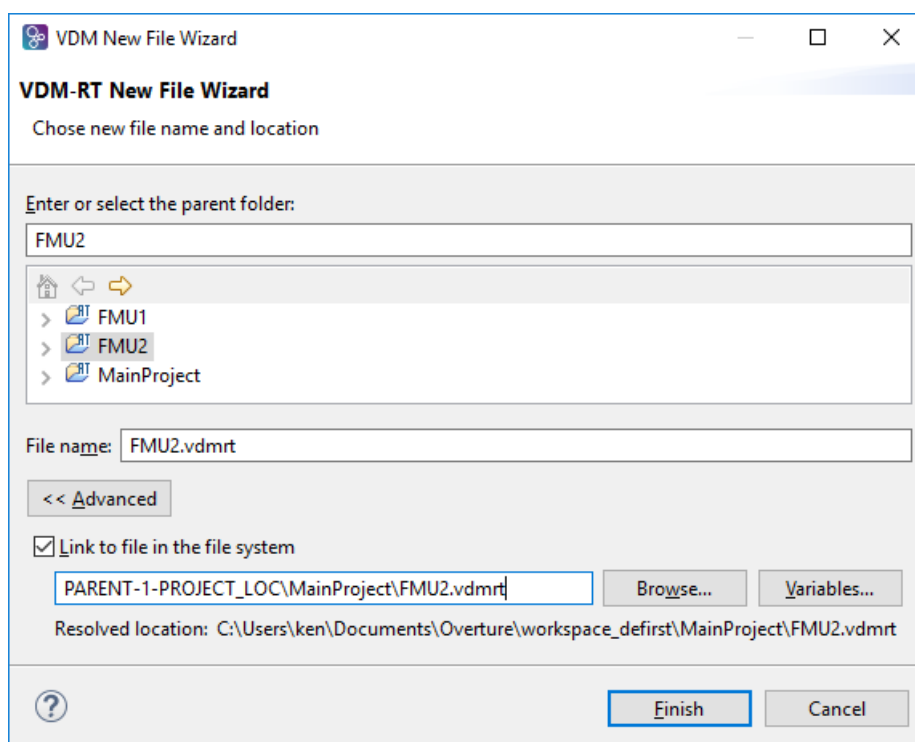 VDM New File Wizard
VDM-RT New File Wizard
Chose new file name and location
Enter or select the parent folder:
FMU2
FMU1
FMU2
MainProject
File name: FMU2.vdmrt
<< Advanced
Link to file in the file system
PARENT-1-PROJECT_LOC\MainProject\FMU2.vdmrt Browse... Variables...
Resolved location: C:\Users\ken\Documents\Overture\workspace_defirst\MainProject\FMU2.vdmrt
? Finish Cancel